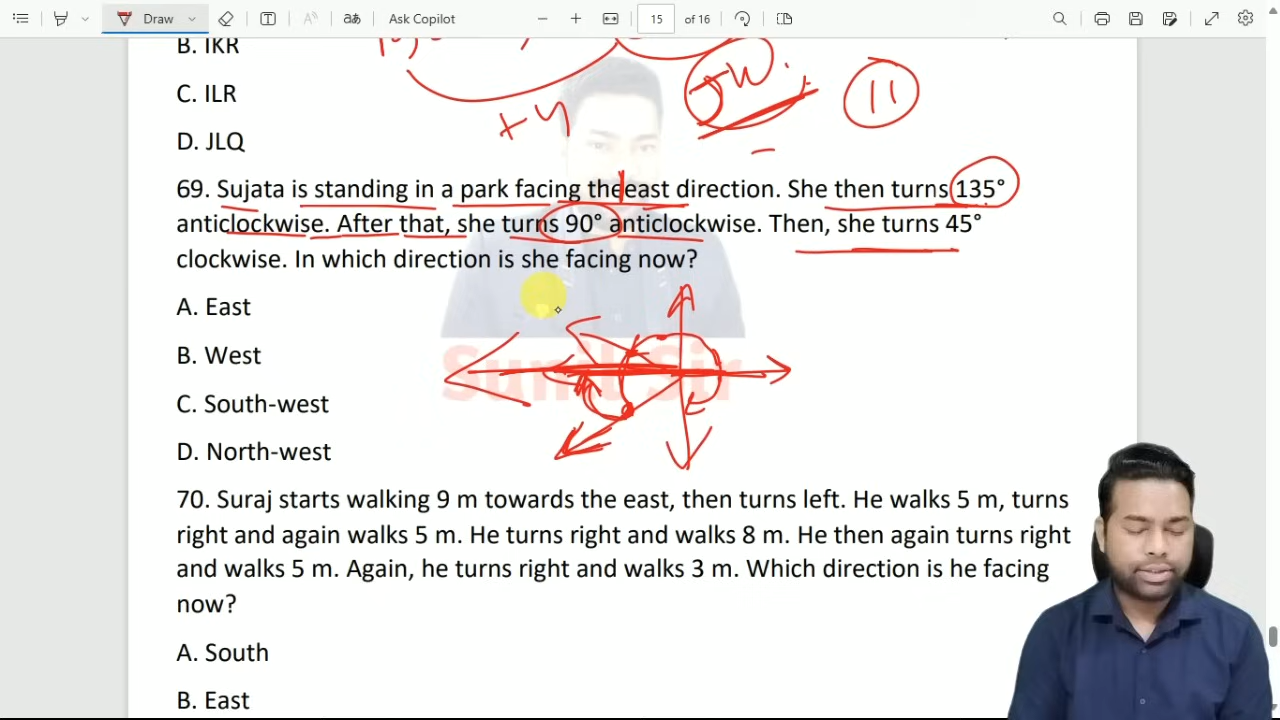 Draw
Ask Copilot
15 of 16
B. IKR
C. ILR
JW
11
+4
D. JLQ
69. Sujata is standing in a park facing the east direction. She then turns 135°
anticlockwise. After that, she turns 90° anticlockwise. Then, she turns 45°
clockwise. In which direction is she facing now?
A. East
B. West
Sunil Sir
C. South-west
D. North-west
70. Suraj starts walking 9 m towards the east, then turns left. He walks 5 m, turns
right and again walks 5 m. He turns right and walks 8 m. He then again turns right
and walks 5 m. Again, he turns right and walks 3 m. Which direction is he facing
now?
A. South
B. East